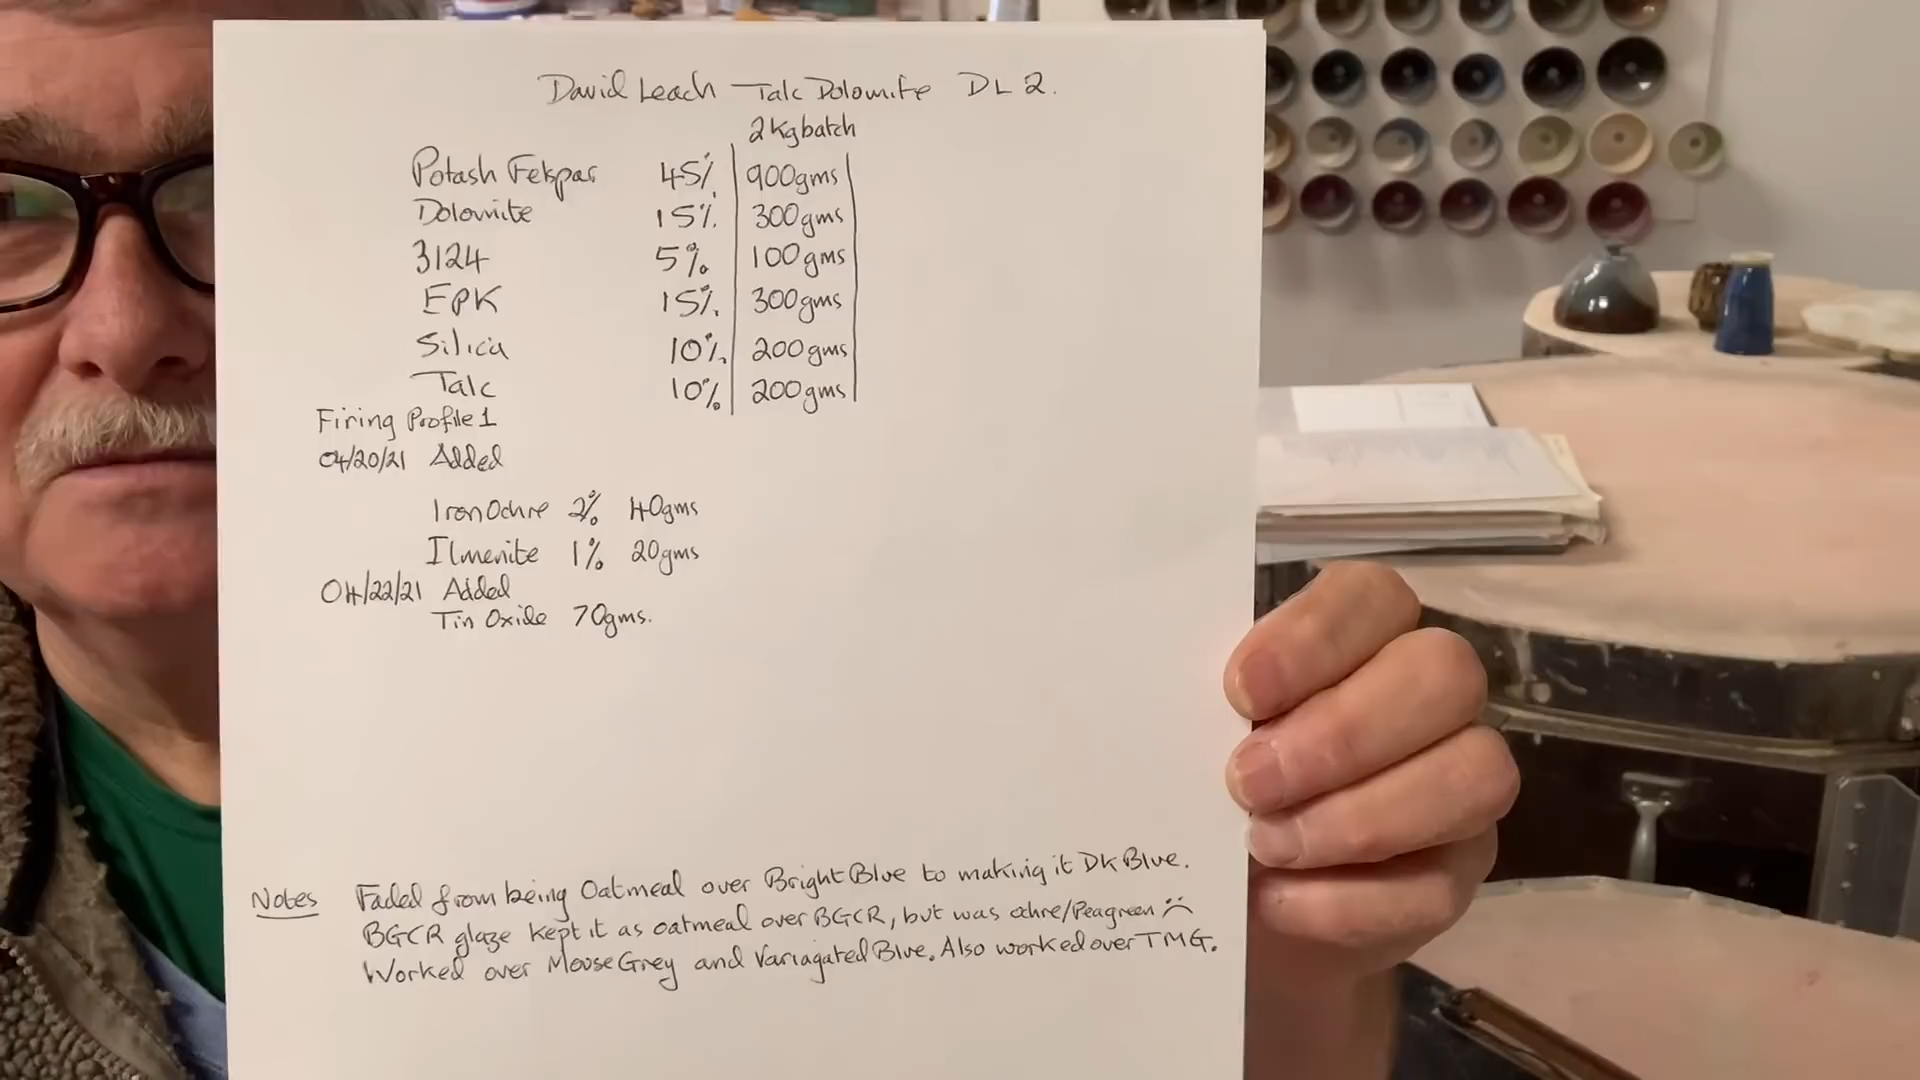 David Leach – Talc Dolomite DL 2.
2kg batch
Potash Felspar 45% 900gms
Dolomite 15% 300gms
3124 5% 100gms
EPK 15% 300gms
Silica 10% 200gms
Talc 10% 200gms
Firing Profile 1
04/20/21 Added
Iron Ochre 2% 40gms
Ilmenite 1% 20gms
04/22/21 Added
Tin Oxide 70gms.
Notes Faded from being Oatmeal over Bright Blue to making it DK Blue.
BGCR glaze kept it as oatmeal over BGCR, but was ochre/Peagreen :(
Worked over Mouse Grey and Variagated Blue. Also worked over TMG.